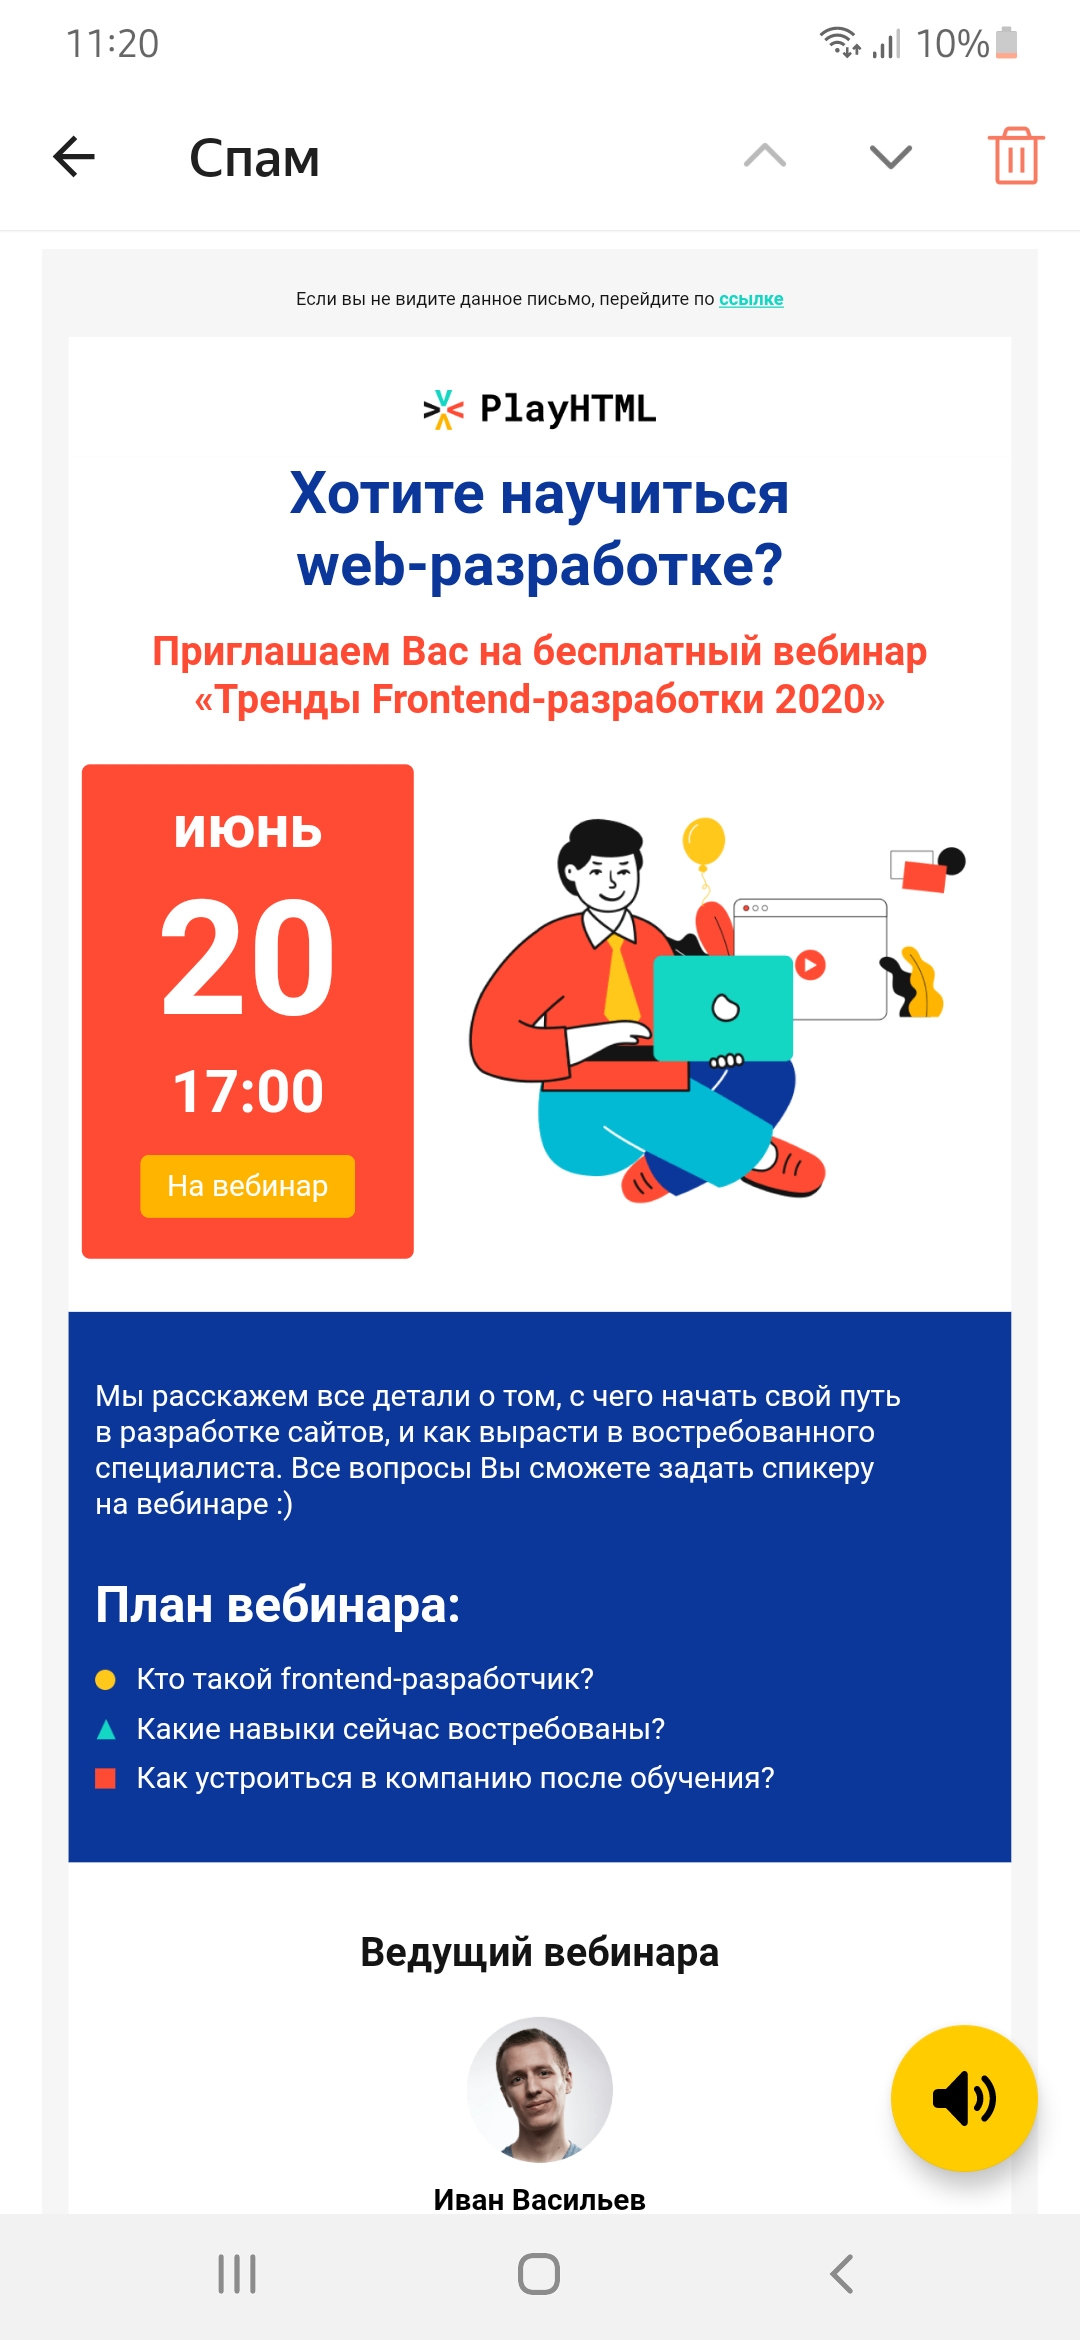 11:20
10%
Спам
Если вы не видите данное письмо, перейдите по ссылке
PlayHTML
Хотите научиться
web-разработке?
Приглашаем Вас на бесплатный вебинар
«Тренды Frontend-разработки 2020»
июнь
20
17:00
На вебинар
Мы расскажем все детали о том, с чего начать свой путь
в разработке сайтов, и как вырасти в востребованного
специалиста. Все вопросы Вы сможете задать спикеру
на вебинаре :)
План вебинара:
Кто такой frontend-разработчик?
Какие навыки сейчас востребованы?
Как устроиться в компанию после обучения?
Ведущий вебинара
Иван Васильев